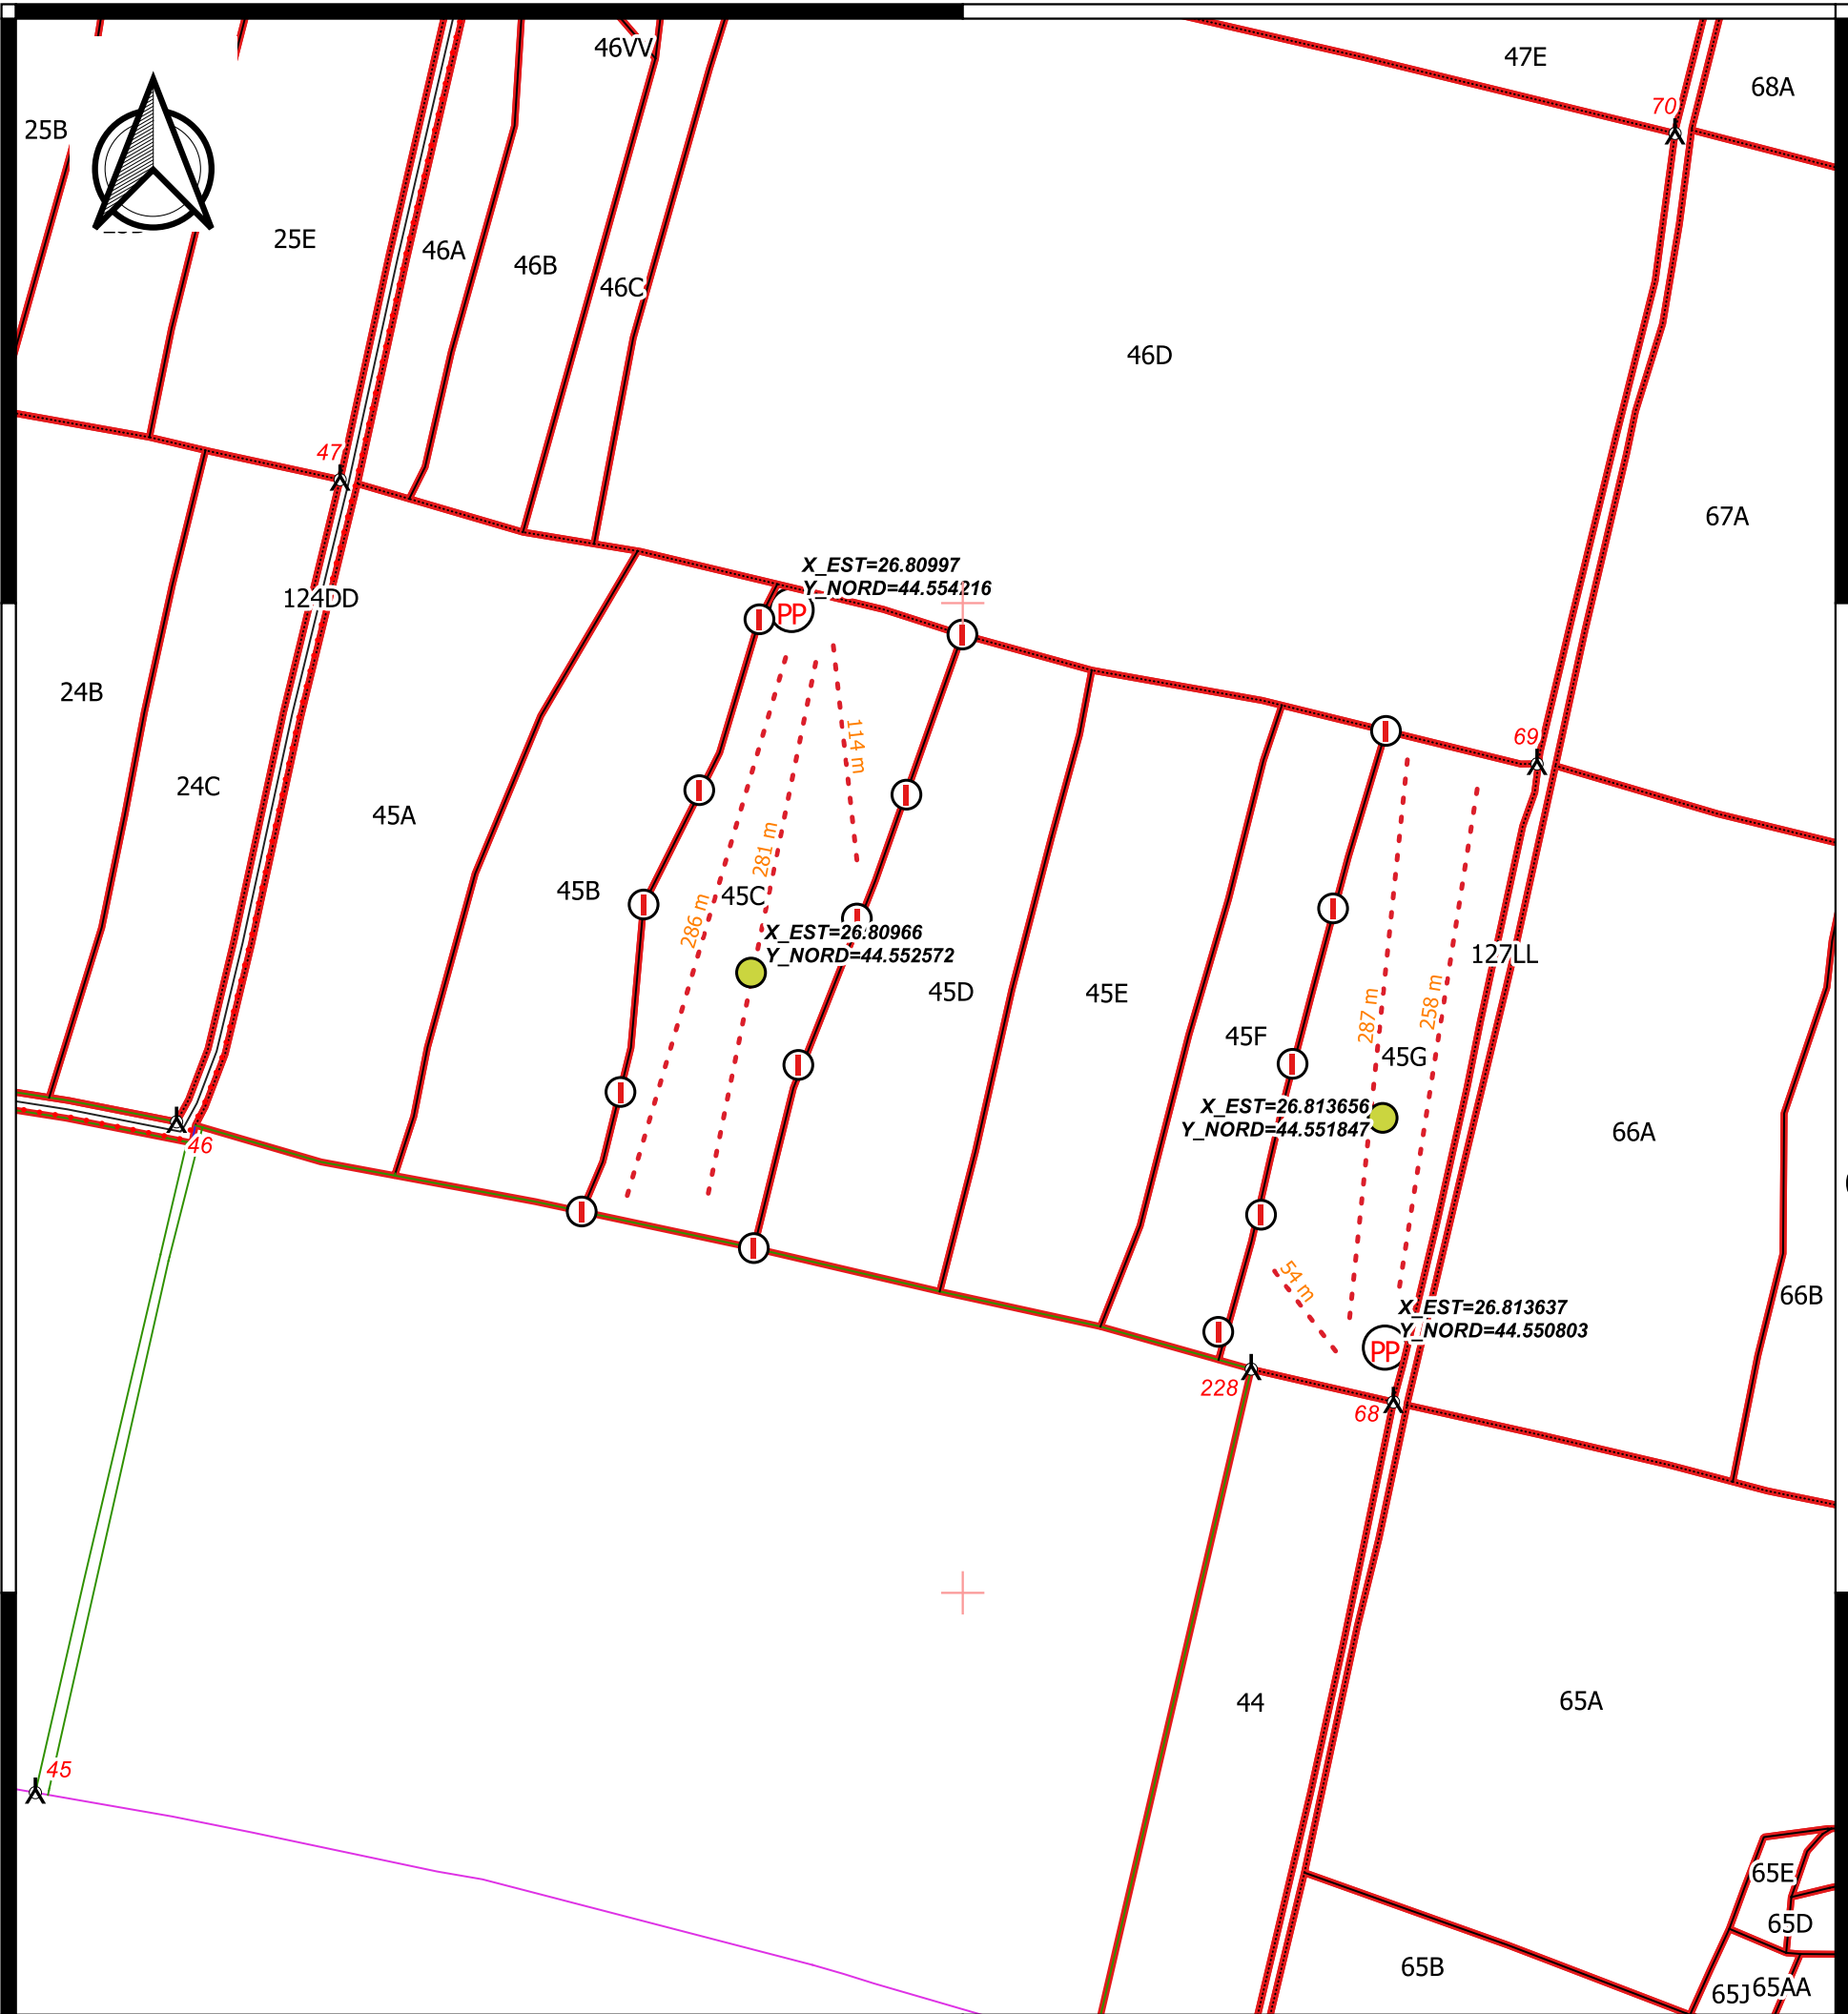 46VV
47E
68A
70
25B
25E
46A
46B
46C
46D
47
67A
X_EST=26.80997
Y_NORD=44.554216
124DD
PP
24B
69
114 m
24C
45A
281 m
45B
45C
286 m
X_EST=26.80966
Y_NORD=44.552572
127LL
45D
45E
287 m
258 m
45F
45G
X_EST=26.813656
Y_NORD=44.551847
66A
46
54 m
66B
X_EST=26.813637
Y_NORD=44.550803
PP
228
68
44
65A
45
65E
65D
65B
65J
65AA